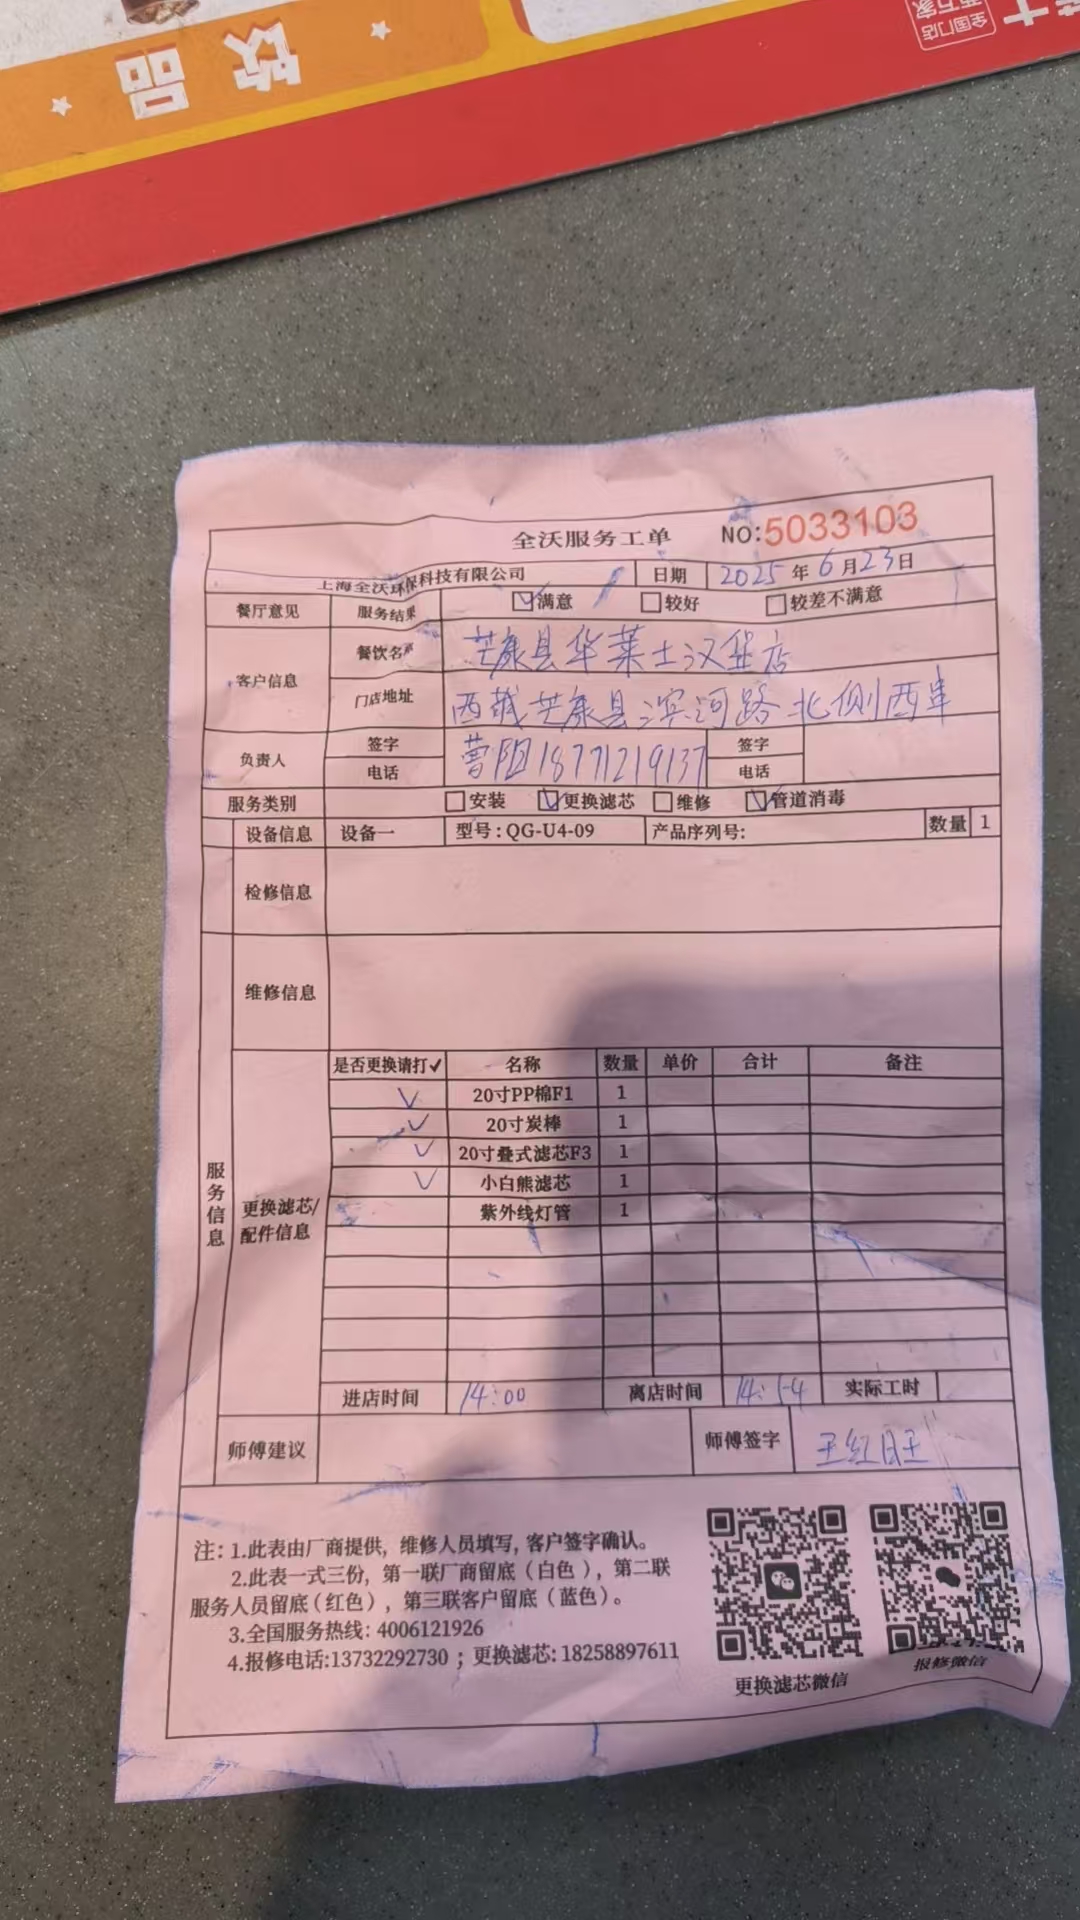 饮品
全国门店
两万家
士
全沃服务工单 NO:5033103
上海全沃环保科技有限公司 日期 2025年6月23日
餐厅意见 服务结果 满意 较好 较差不满意
客户信息 餐饮名称 芒康县华莱士汉堡店
门店地址 西藏芒康县滨河路北侧西单
负责人 签字 电话 曹阳18771219137 签字 电话
服务类别 安装 更换滤芯 维修 管道消毒
设备信息 设备一 型号:QG-U4-09 产品序列号: 数量 1
检修信息
维修信息
服务信息
更换滤芯/配件信息
是否更换请打✓ 名称 数量 单价 合计 备注
✓ 20寸PP棉F1 1
✓ 20寸炭棒 1
✓ 20寸叠式滤芯F3 1
✓ 小白熊滤芯 1
紫外线灯管 1
进店时间 14:00 离店时间 14:54 实际工时
师傅建议 师傅签字 王红旺
注: 1.此表由厂商提供, 维修人员填写, 客户签字确认。
2.此表一式三份, 第一联厂商留底(白色), 第二联
服务人员留底(红色), 第三联客户留底(蓝色)。
3.全国服务热线: 4006121926
4.报修电话:13732292730 ; 更换滤芯: 18258897611
更换滤芯微信
报修微信